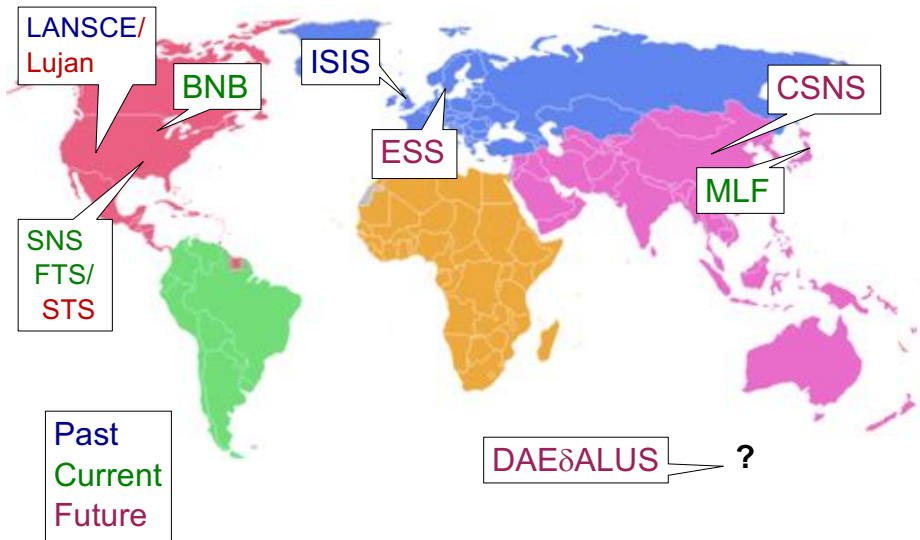 LANSCE/
Lujan
BNB
ISIS
CSNS
ESS
MLF
SNS
FTS/
STS
Past
Current
Future
DAEδALUS
?